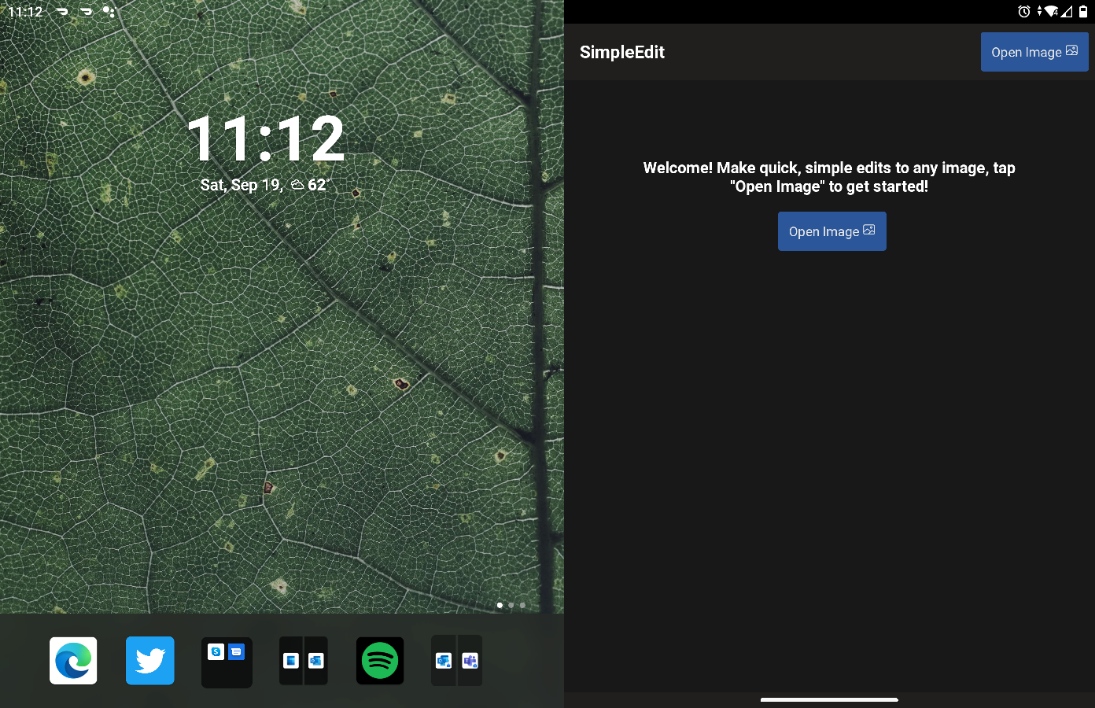 11:12
11:12
Sat, Sep 19, 62°
SimpleEdit
Open Image
Welcome! Make quick, simple edits to any image, tap
"Open Image" to get started!
Open Image